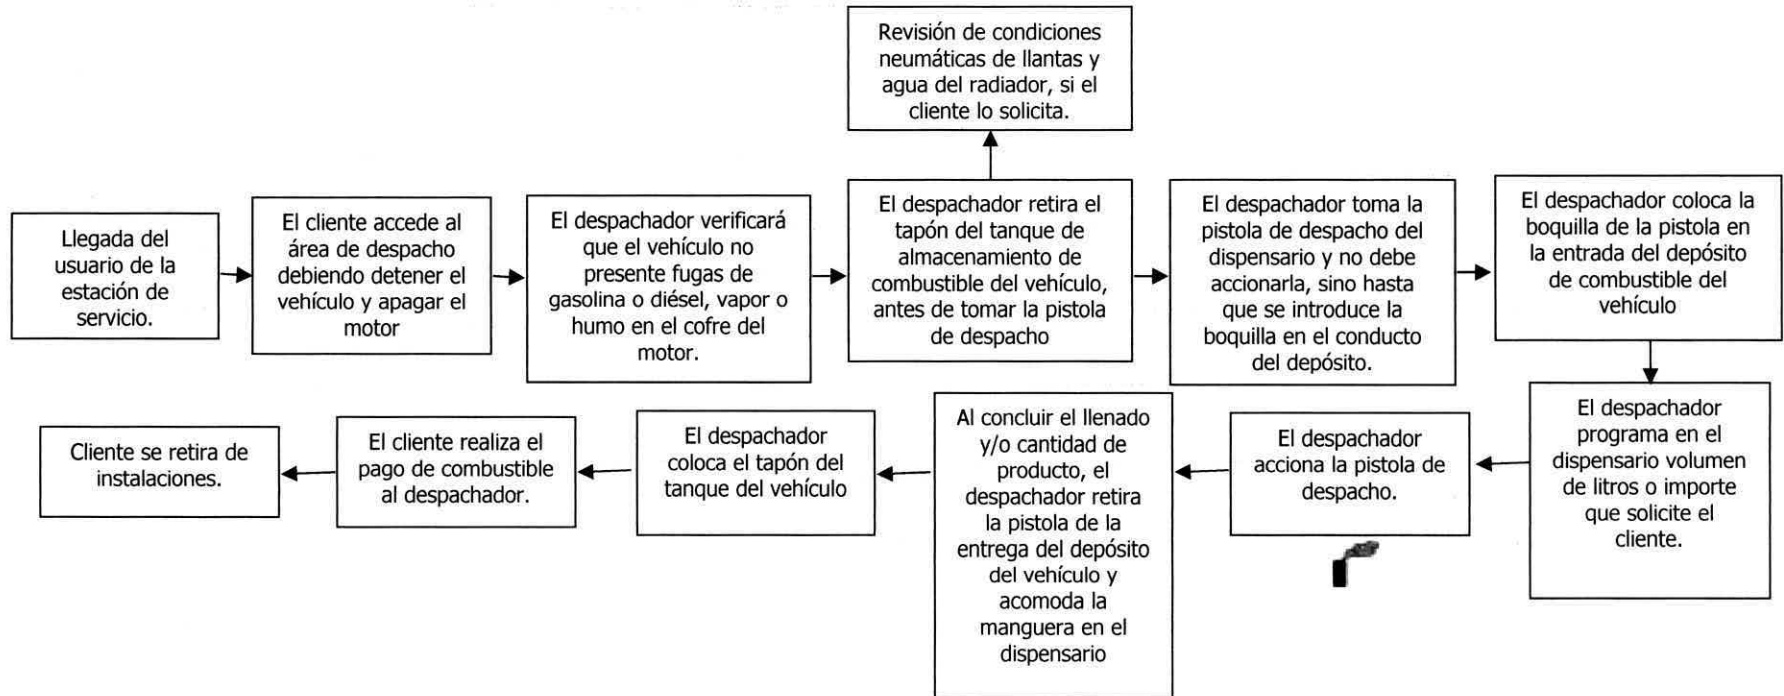 Revisión de condiciones
neumáticas de llantas y
agua del radiador, si el
cliente lo solicita.
Llegada del
usuario de la
estación de
servicio.
El cliente accede al
área de despacho
debiendo detener el
vehículo y apagar el
motor
El despachador verificará
que el vehículo no
presente fugas de
gasolina o diésel, vapor o
humo en el cofre del
motor.
El despachador retira el
tapón del tanque de
almacenamiento de
combustible del vehículo,
antes de tomar la pistola
de despacho
El despachador toma la
pistola de despacho del
dispensario y no debe
accionarla, sino hasta
que se introduce la
boquilla en el conducto
del depósito.
El despachador coloca la
boquilla de la pistola en
la entrada del depósito
de combustible del
vehículo
El despachador
programa en el
dispensario volumen
de litros o importe
que solicite el
cliente.
El despachador
acciona la pistola de
despacho.
Al concluir el llenado
y/o cantidad de
producto, el
despachador retira
la pistola de la
entrega del depósito
del vehículo y
acomoda la
manguera en el
dispensario
El despachador
coloca el tapón del
tanque del vehículo
El cliente realiza el
pago de combustible
al despachador.
Cliente se retira de
instalaciones.